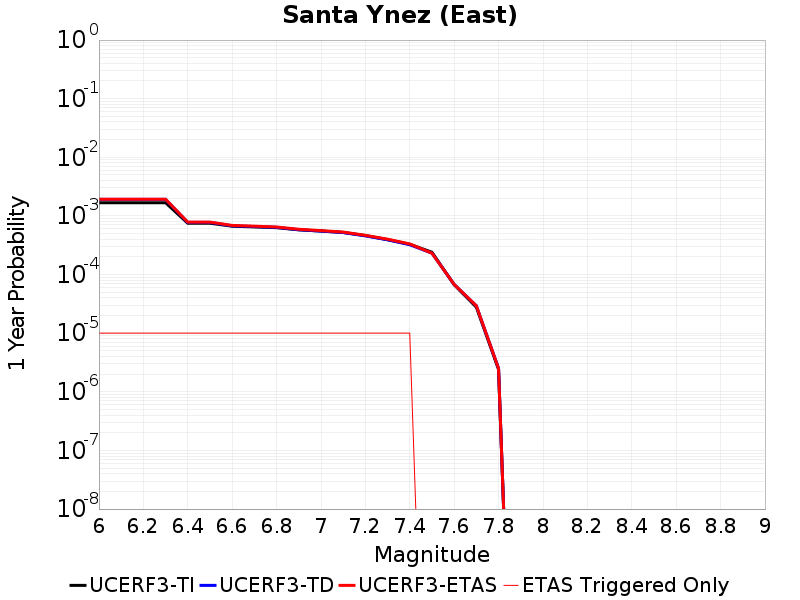 Santa Ynez (East)
1 Year Probability
10^0
10^-1
10^-2
10^-3
10^-4
10^-5
10^-6
10^-7
10^-8
6 6.2 6.4 6.6 6.8 7 7.2 7.4 7.6 7.8 8 8.2 8.4 8.6 8.8 9
Magnitude
UCERF3-TI UCERF3-TD UCERF3-ETAS ETAS Triggered Only